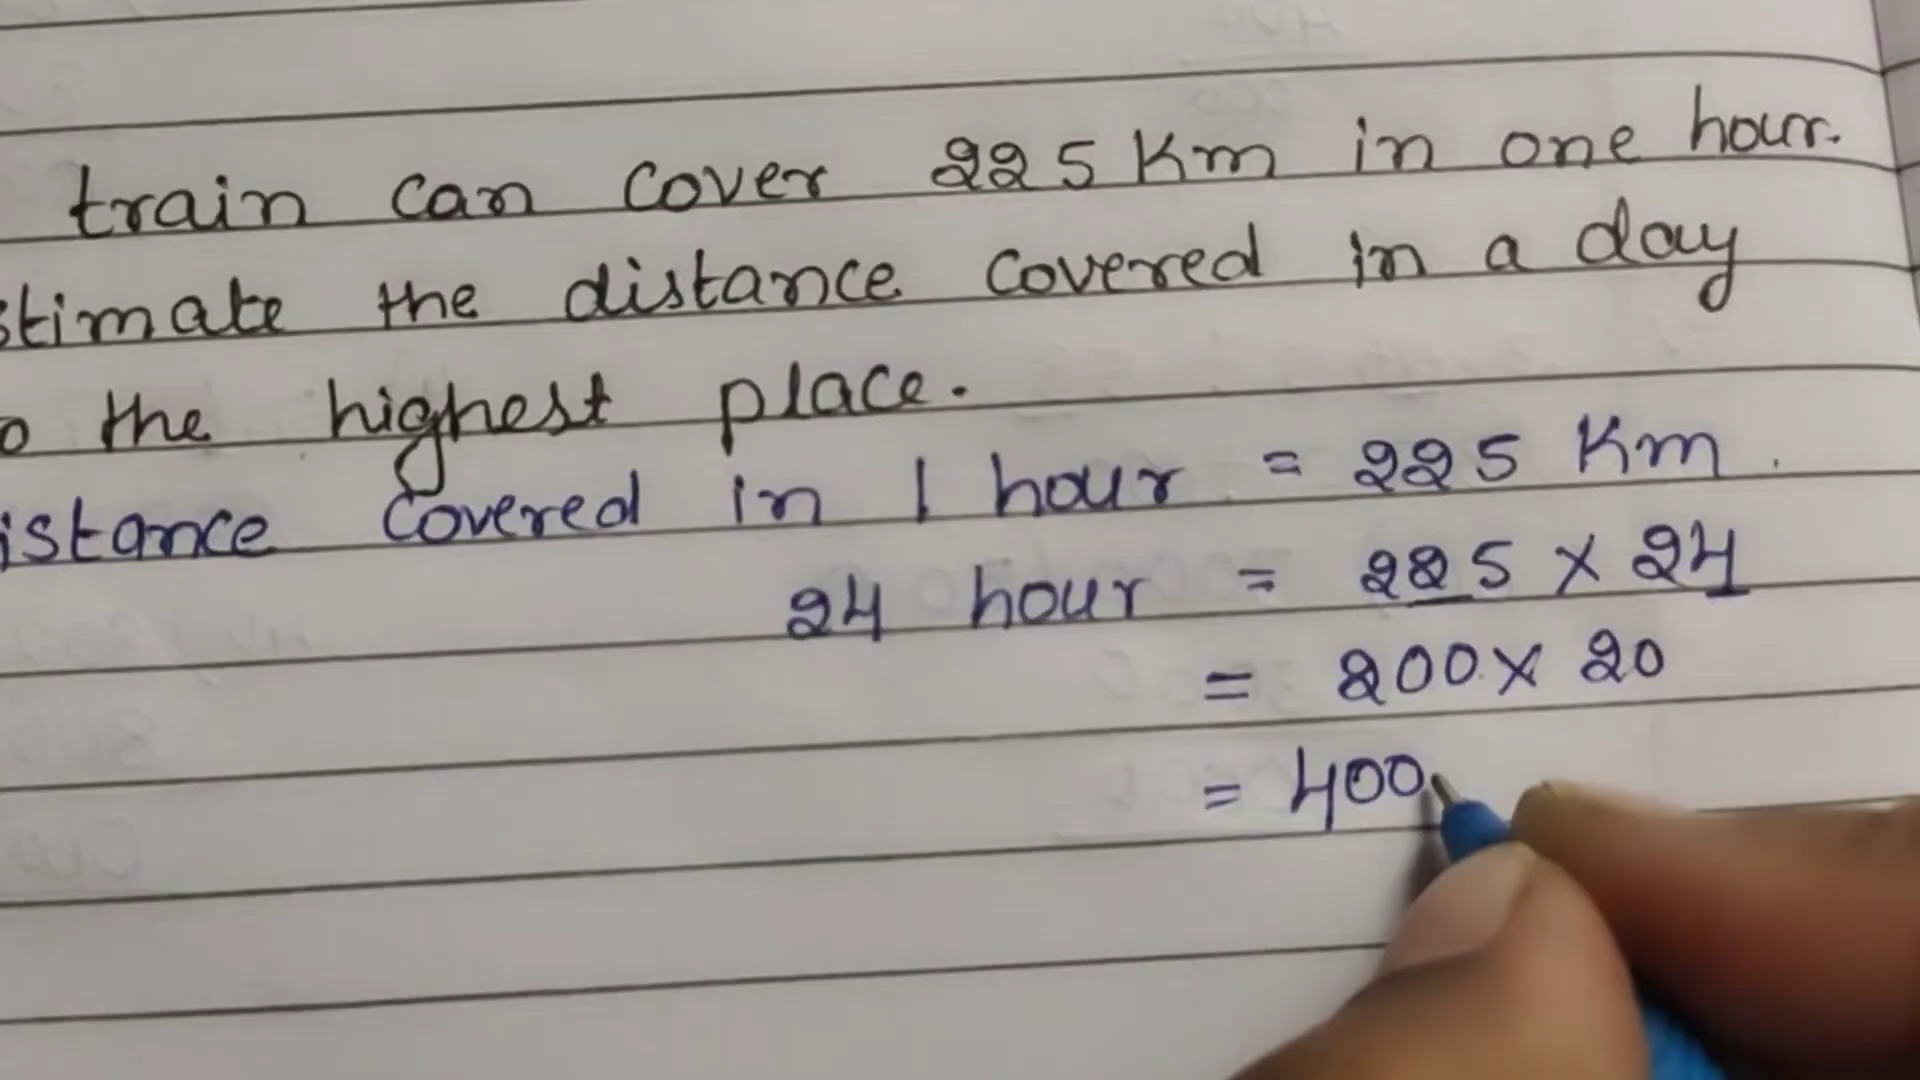 train can cover 225 Km in one hour.
stimate the distance covered in a day
o the highest place.
istance covered in 1 hour = 225 Km.
24 hour = 225 × 24
= 200 × 20
= 400